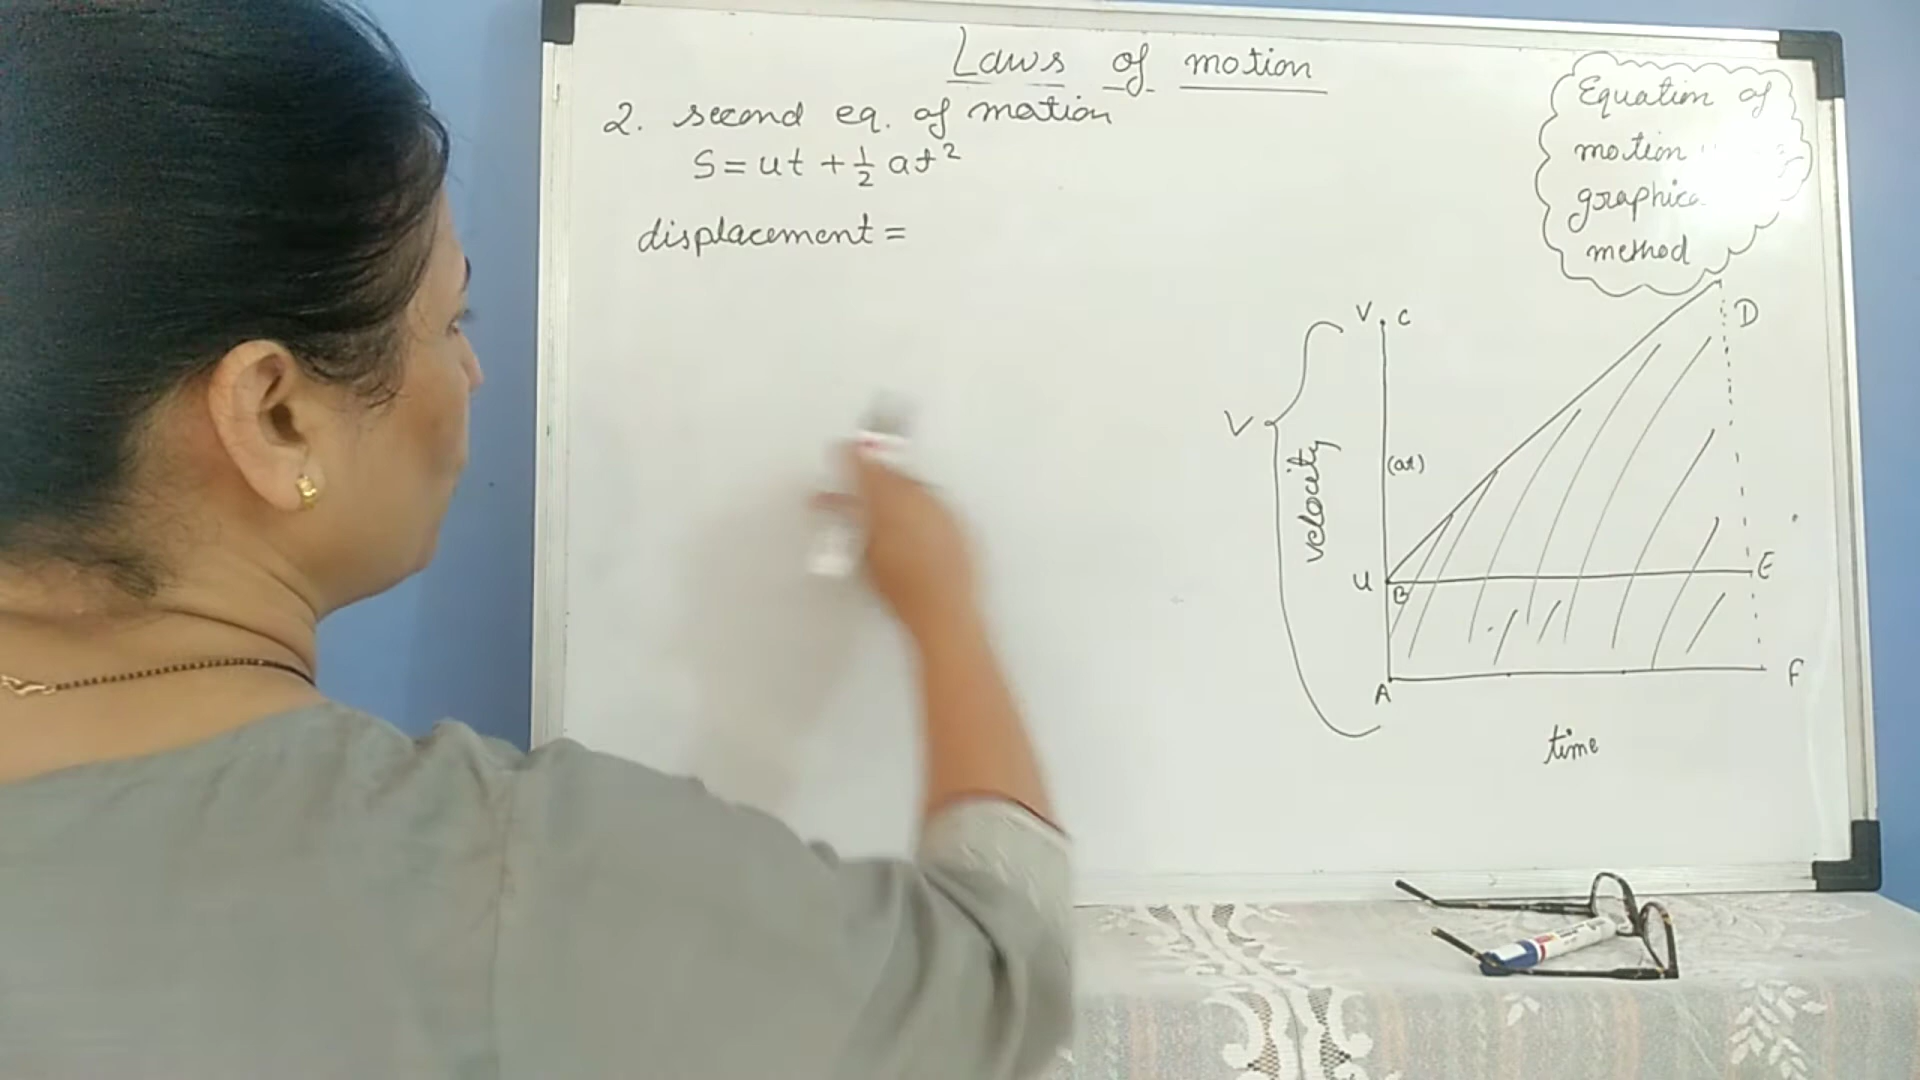 Laws of motion
2. second eq. of motion
S = ut + 1/2 at²
displacement =
Equation of
motion
graphica
method
V C
D
V
velocity
(at)
U B
E
A
F
time